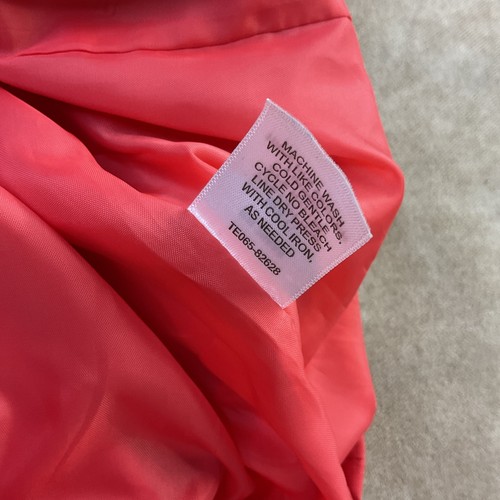 MACHINE WASH
WITH LIKE COLORS,
COLD GENTLE
CYCLE NO BLEACH
LINE DRY PRESS
WITH COOL IRON,
AS NEEDED
TE065-82628